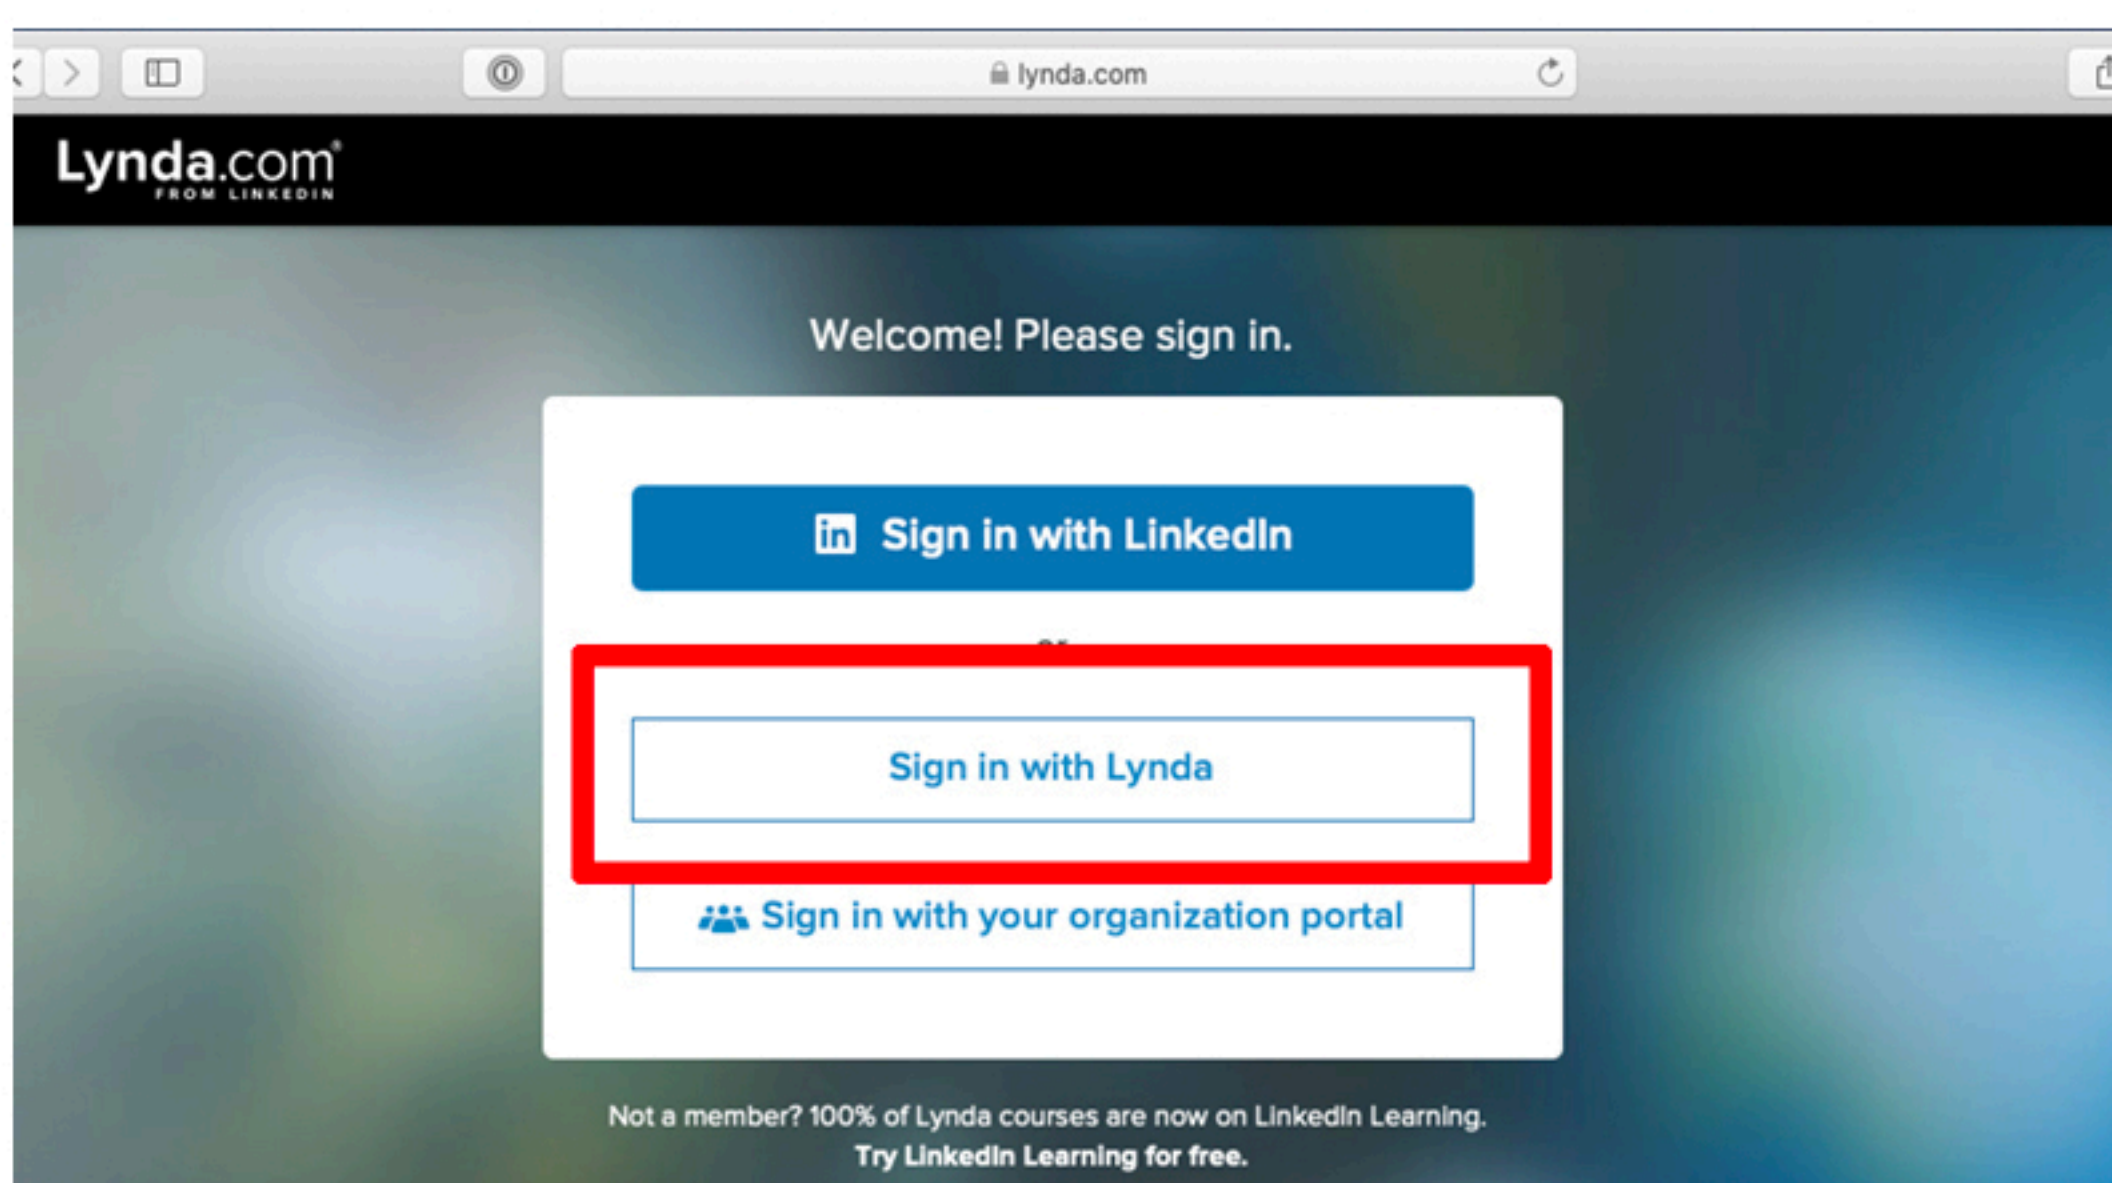 lynda.com
Lynda.com®
FROM LINKEDIN
Welcome! Please sign in.
in Sign in with LinkedIn
or
Sign in with Lynda
Sign in with your organization portal
Not a member? 100% of Lynda courses are now on LinkedIn Learning.
Try LinkedIn Learning for free.